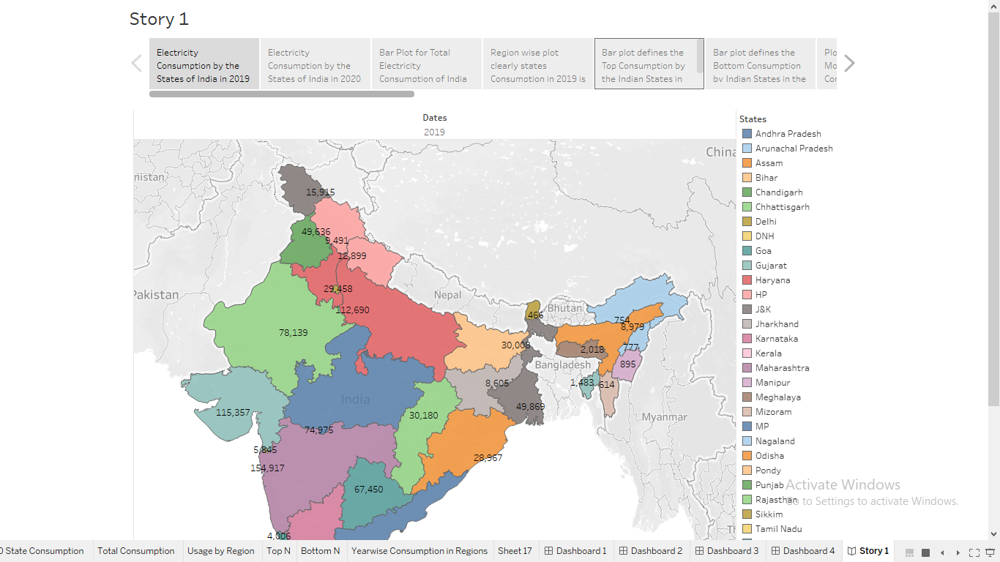 Story 1
Electricity
Consumption by the
States of India in 2019
Electricity
Consumption by the
States of India in 2020
Bar Plot for Total
Electricity
Consumption of India
Region wise plot
clearly states
Consumption in 2019 is
Bar plot defines the
Top Consumption by
the Indian States in
Bar plot defines the
Bottom Consumption
by Indian States in the
Plo
Mo
Con
Dates
2019
States
Andhra Pradesh
Arunachal Pradesh
Assam
Bihar
Chandigarh
Chhattisgarh
Delhi
DNH
Goa
Gujarat
Haryana
HP
J&K
Jharkhand
Karnataka
Kerala
Maharashtra
Manipur
Meghalaya
Mizoram
MP
Nagaland
Odisha
Pondy
Punjab
Rajasthan
Sikkim
Tamil Nadu
China
nistan
15,915
49,636
9,491
12,899
Nepal
Pakistan
29,458
112,690
466
Bhutan
754
8,979
78,139
30,008
2,018
777
Bangladesh
895
8,605
1,483
614
India
115,357
30,180
49,869
Myanmar
74,975
5,845
154,917
28,967
67,450
4,006
Th
Activate Windows
Go to Settings to activate Windows.
0 State Consumption
Total Consumption
Usage by Region
Top N
Bottom N
Yearwise Consumption in Regions
Sheet 17
Dashboard 1
Dashboard 2
Dashboard 3
Dashboard 4
Story 1